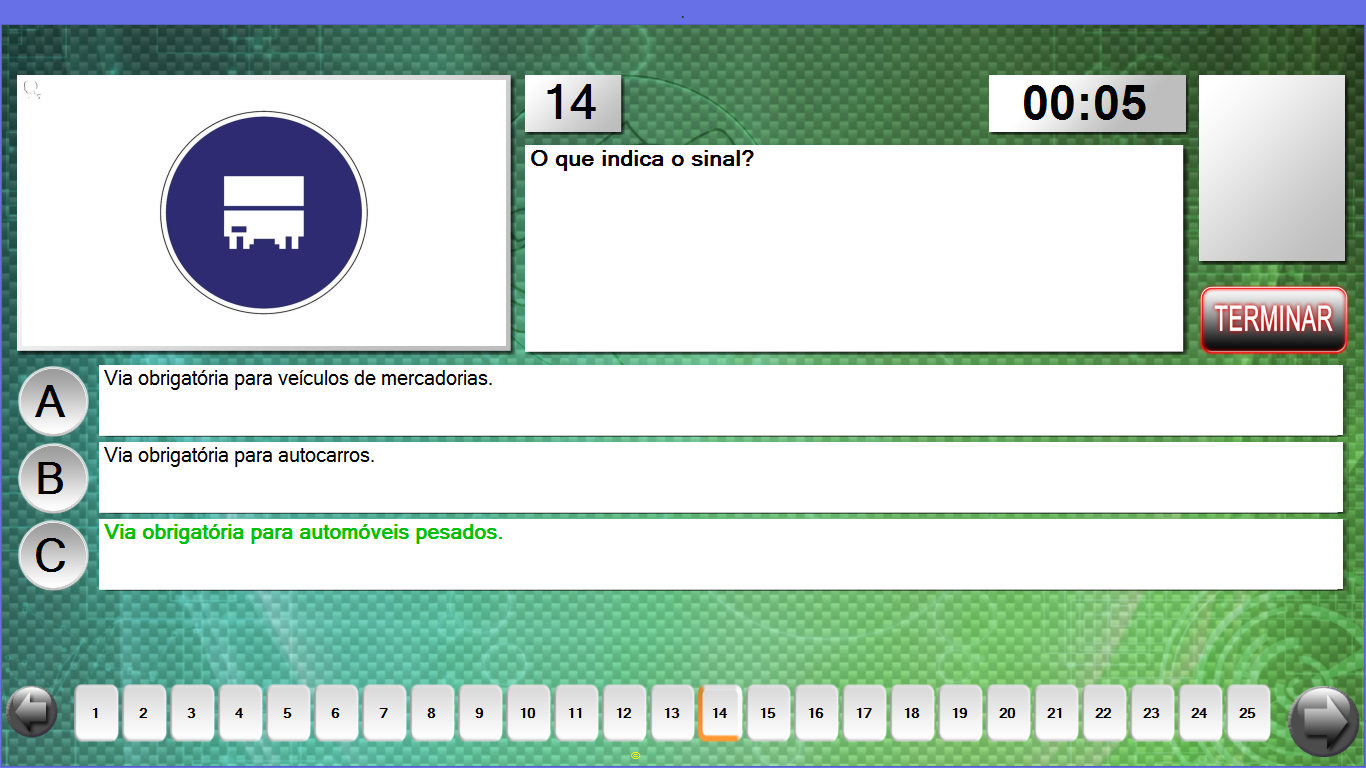 14
00:05
O que indica o sinal?
TERMINAR
A
Via obrigatória para veículos de mercadorias.
B
Via obrigatória para autocarros.
C
Via obrigatória para automóveis pesados.
1 2 3 4 5 6 7 8 9 10 11 12 13 14 15 16 17 18 19 20 21 22 23 24 25
©